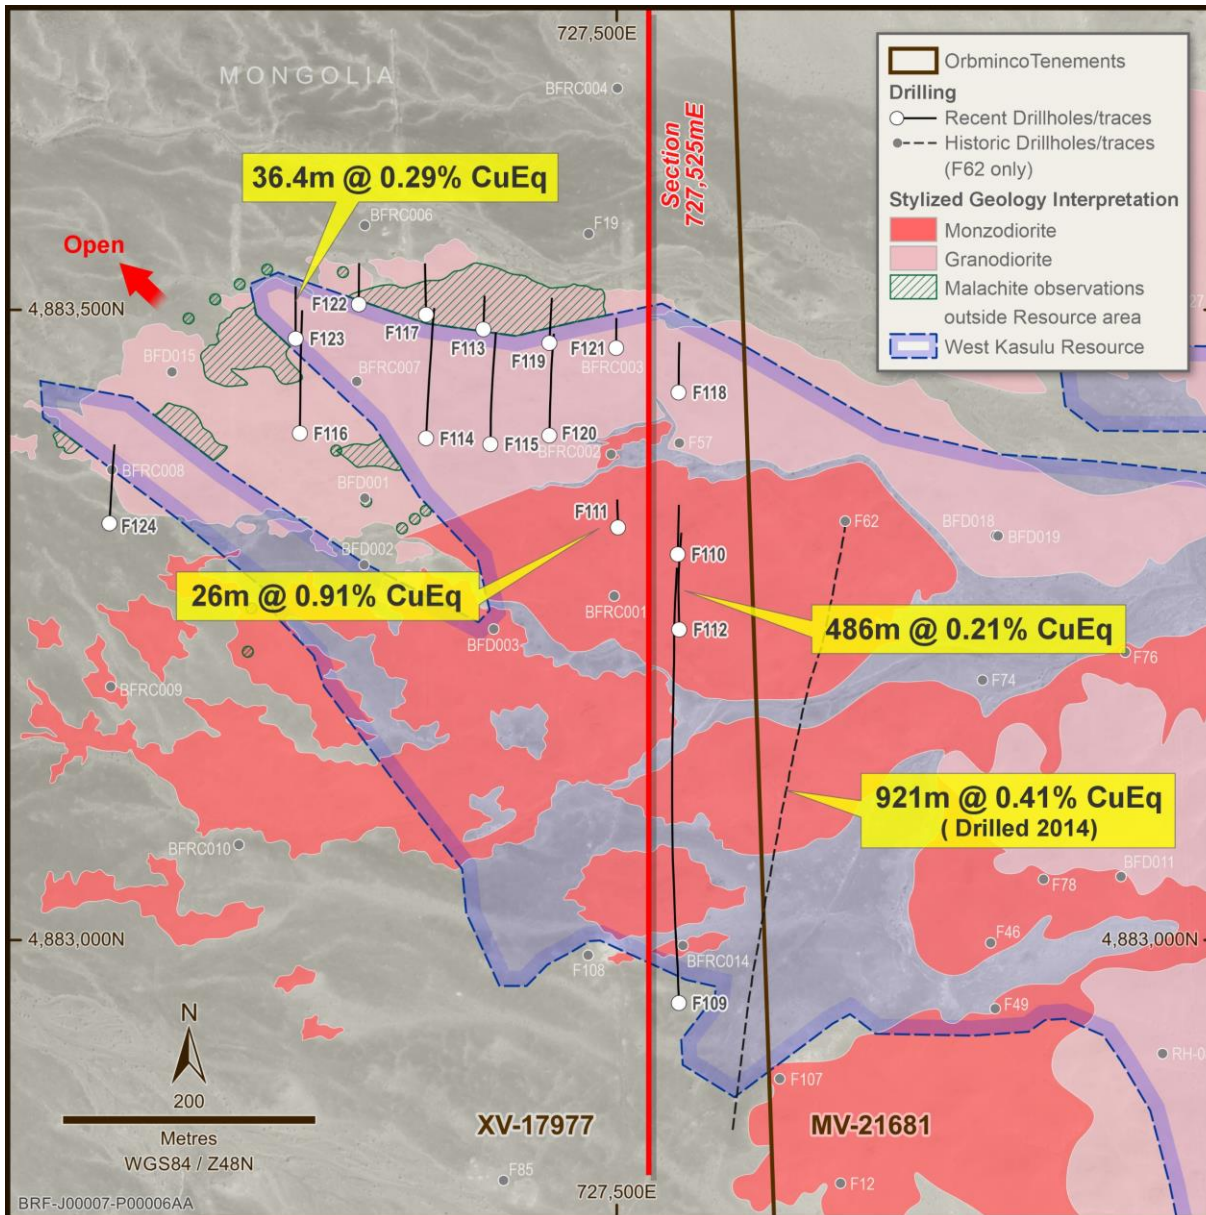 727,500E
MONGOLIA
BFRC004
Section
727,525mE
OrbmincoTenements
Drilling
Recent Drillholes/traces
Historic Drillholes/traces
(F62 only)
Stylized Geology Interpretation
Monzodiorite
Granodiorite
Malachite observations
outside Resource area
West Kasulu Resource
36.4m @ 0.29% CuEq
BFRC006
F19
Open
4,883,500N
F122
F117
F113
F123
F119
F121
BFD015
BFRC007
BFRC003
F118
F116
F114
F115
F120
BFRC002
F57
BFRC008
BFD001
F124
F111
F62
BFD018
BFD019
BFD002
F110
26m @ 0.91% CuEq
BFRC001
486m @ 0.21% CuEq
F112
BFD003
F76
BFRC009
F74
921m @ 0.41% CuEq
( Drilled 2014)
BFRC010
F78
BFD011
4,883,000N
F108
BFRC014
F46
4,883,000N
F109
F49
N
200
Metres
WGS84 / Z48N
F107
XV-17977
MV-21681
F85
727,500E
F12
BRF-J00007-P00006AA